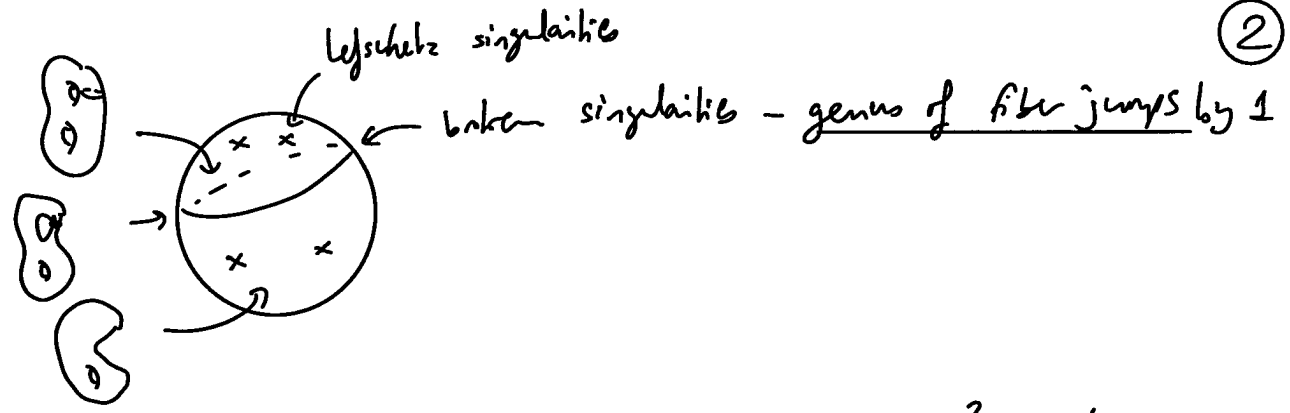 ②
Lefschetz singularities
broken singularities - genus of fiber jumps by 1